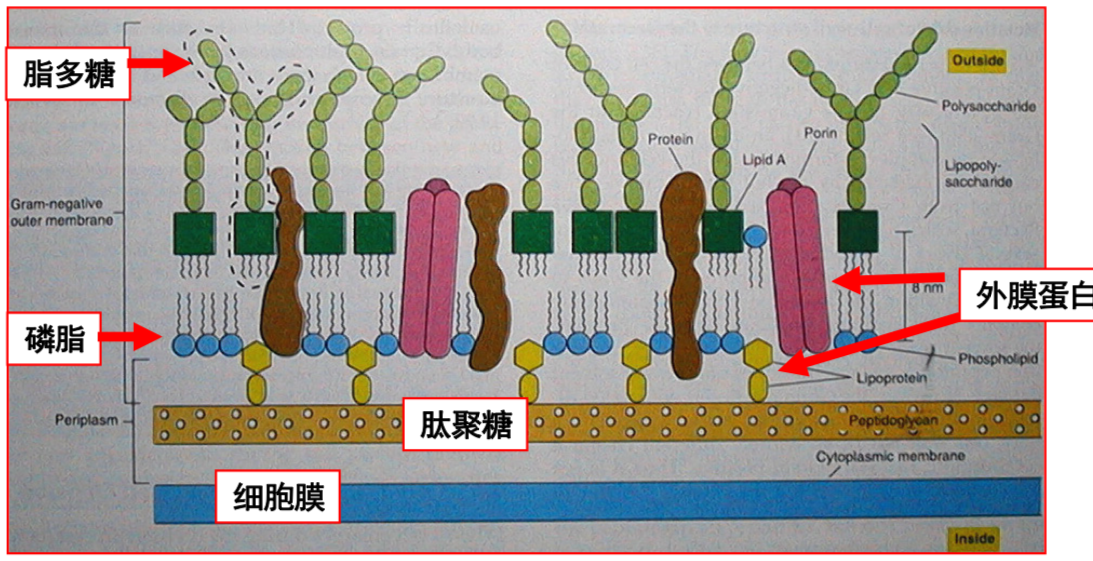 脂多糖
Outside
Polysaccharide
Protein
Porin
Lipid A
Lipopoly-
saccharide
Gram-negative
outer membrane
8 nm
外膜蛋白
磷脂
Phospholipid
Lipoprotein
Periplasm
肽聚糖
Peptidoglycan
Cytoplasmic membrane
细胞膜
Inside